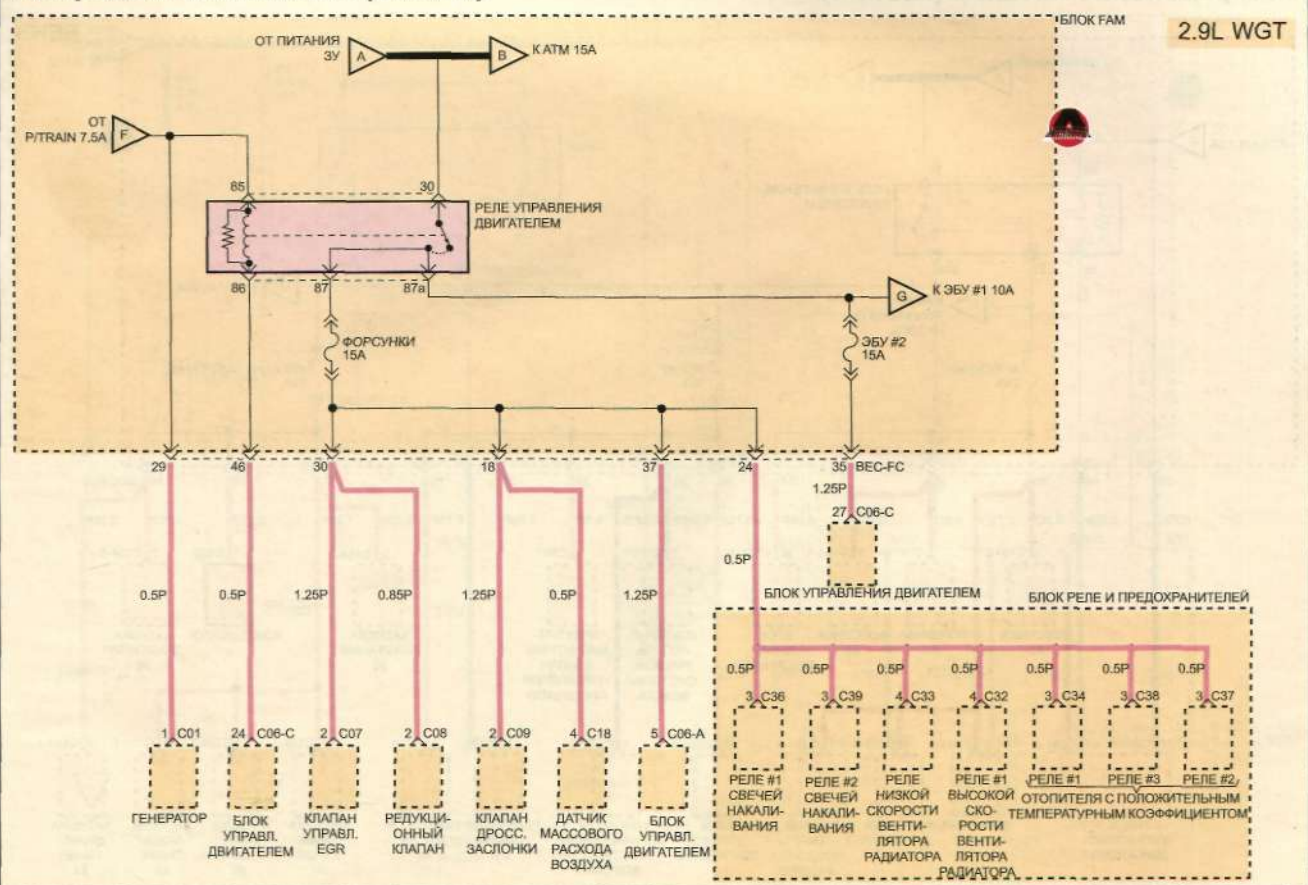 БЛОК FAM
2.9L WGT
ОТ ПИТАНИЯ
ЗУ
A
B
К АТМ 15А
ОТ
P/TRAIN 7.5A
F
85
30
РЕЛЕ УПРАВЛЕНИЯ
ДВИГАТЕЛЕМ
86
87
87a
G
К ЭБУ #1 10А
ФОРСУНКИ
15А
ЭБУ #2
15А
29
46
30
18
37
24
35
BEC-FC
1.25P
27
C06-C
БЛОК УПРАВЛЕНИЯ ДВИГАТЕЛЕМ
0.5P
БЛОК РЕЛЕ И ПРЕДОХРАНИТЕЛЕЙ
0.5P
0.5P
1.25P
0.85P
1.25P
0.5P
1.25P
0.5P
0.5P
0.5P
0.5P
0.5P
0.5P
0.5P
3 C36
3 C39
4 C33
4 C32
3 C34
3 C38
3 C37
1 C01
24 C06-C
2 C07
2 C08
2 C09
4 C18
5 C06-A
ГЕНЕРАТОР
БЛОК
УПРАВЛ.
ДВИГАТЕЛЕМ
КЛАПАН
УПРАВЛ.
EGR
РЕДУКЦИ-
ОННЫЙ
КЛАПАН
КЛАПАН
ДРОСС.
ЗАСЛОНКИ
ДАТЧИК
МАССОВОГО
РАСХОДА
ВОЗДУХА
БЛОК
УПРАВЛ.
ДВИГАТЕЛЕМ
РЕЛЕ #1
СВЕЧЕЙ
НАКАЛИ-
ВАНИЯ
РЕЛЕ #2
СВЕЧЕЙ
НАКАЛИ-
ВАНИЯ
РЕЛЕ
НИЗКОЙ
СКОРОСТИ
ВЕНТИ-
ЛЯТОРА
РАДИАТОРА
РЕЛЕ #1
ВЫСОКОЙ
СКО-
РОСТИ
ВЕНТИ-
ЛЯТОРА
РАДИАТОРА
РЕЛЕ #1
РЕЛЕ #3
РЕЛЕ #2
ОТОПИТЕЛЯ С ПОЛОЖИТЕЛЬНЫМ
ТЕМПЕРАТУРНЫМ КОЭФФИЦИЕНТОМ